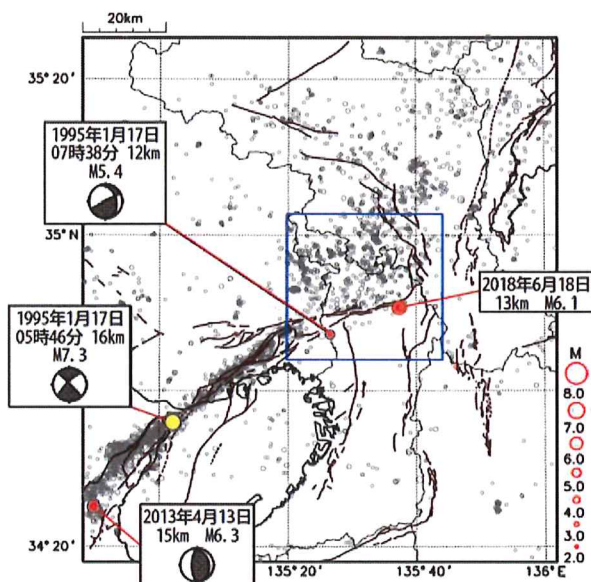 20km
35°20'
1995年1月17日
07時38分 12km
M5.4
35°N
2018年6月18日
13km M6.1
1995年1月17日
05時46分 16km
M7.3
M
8.0
7.0
6.0
5.0
4.0
3.0
2.0
2013年4月13日
15km M6.3
34°20'
135°20'
135°40'
136°E